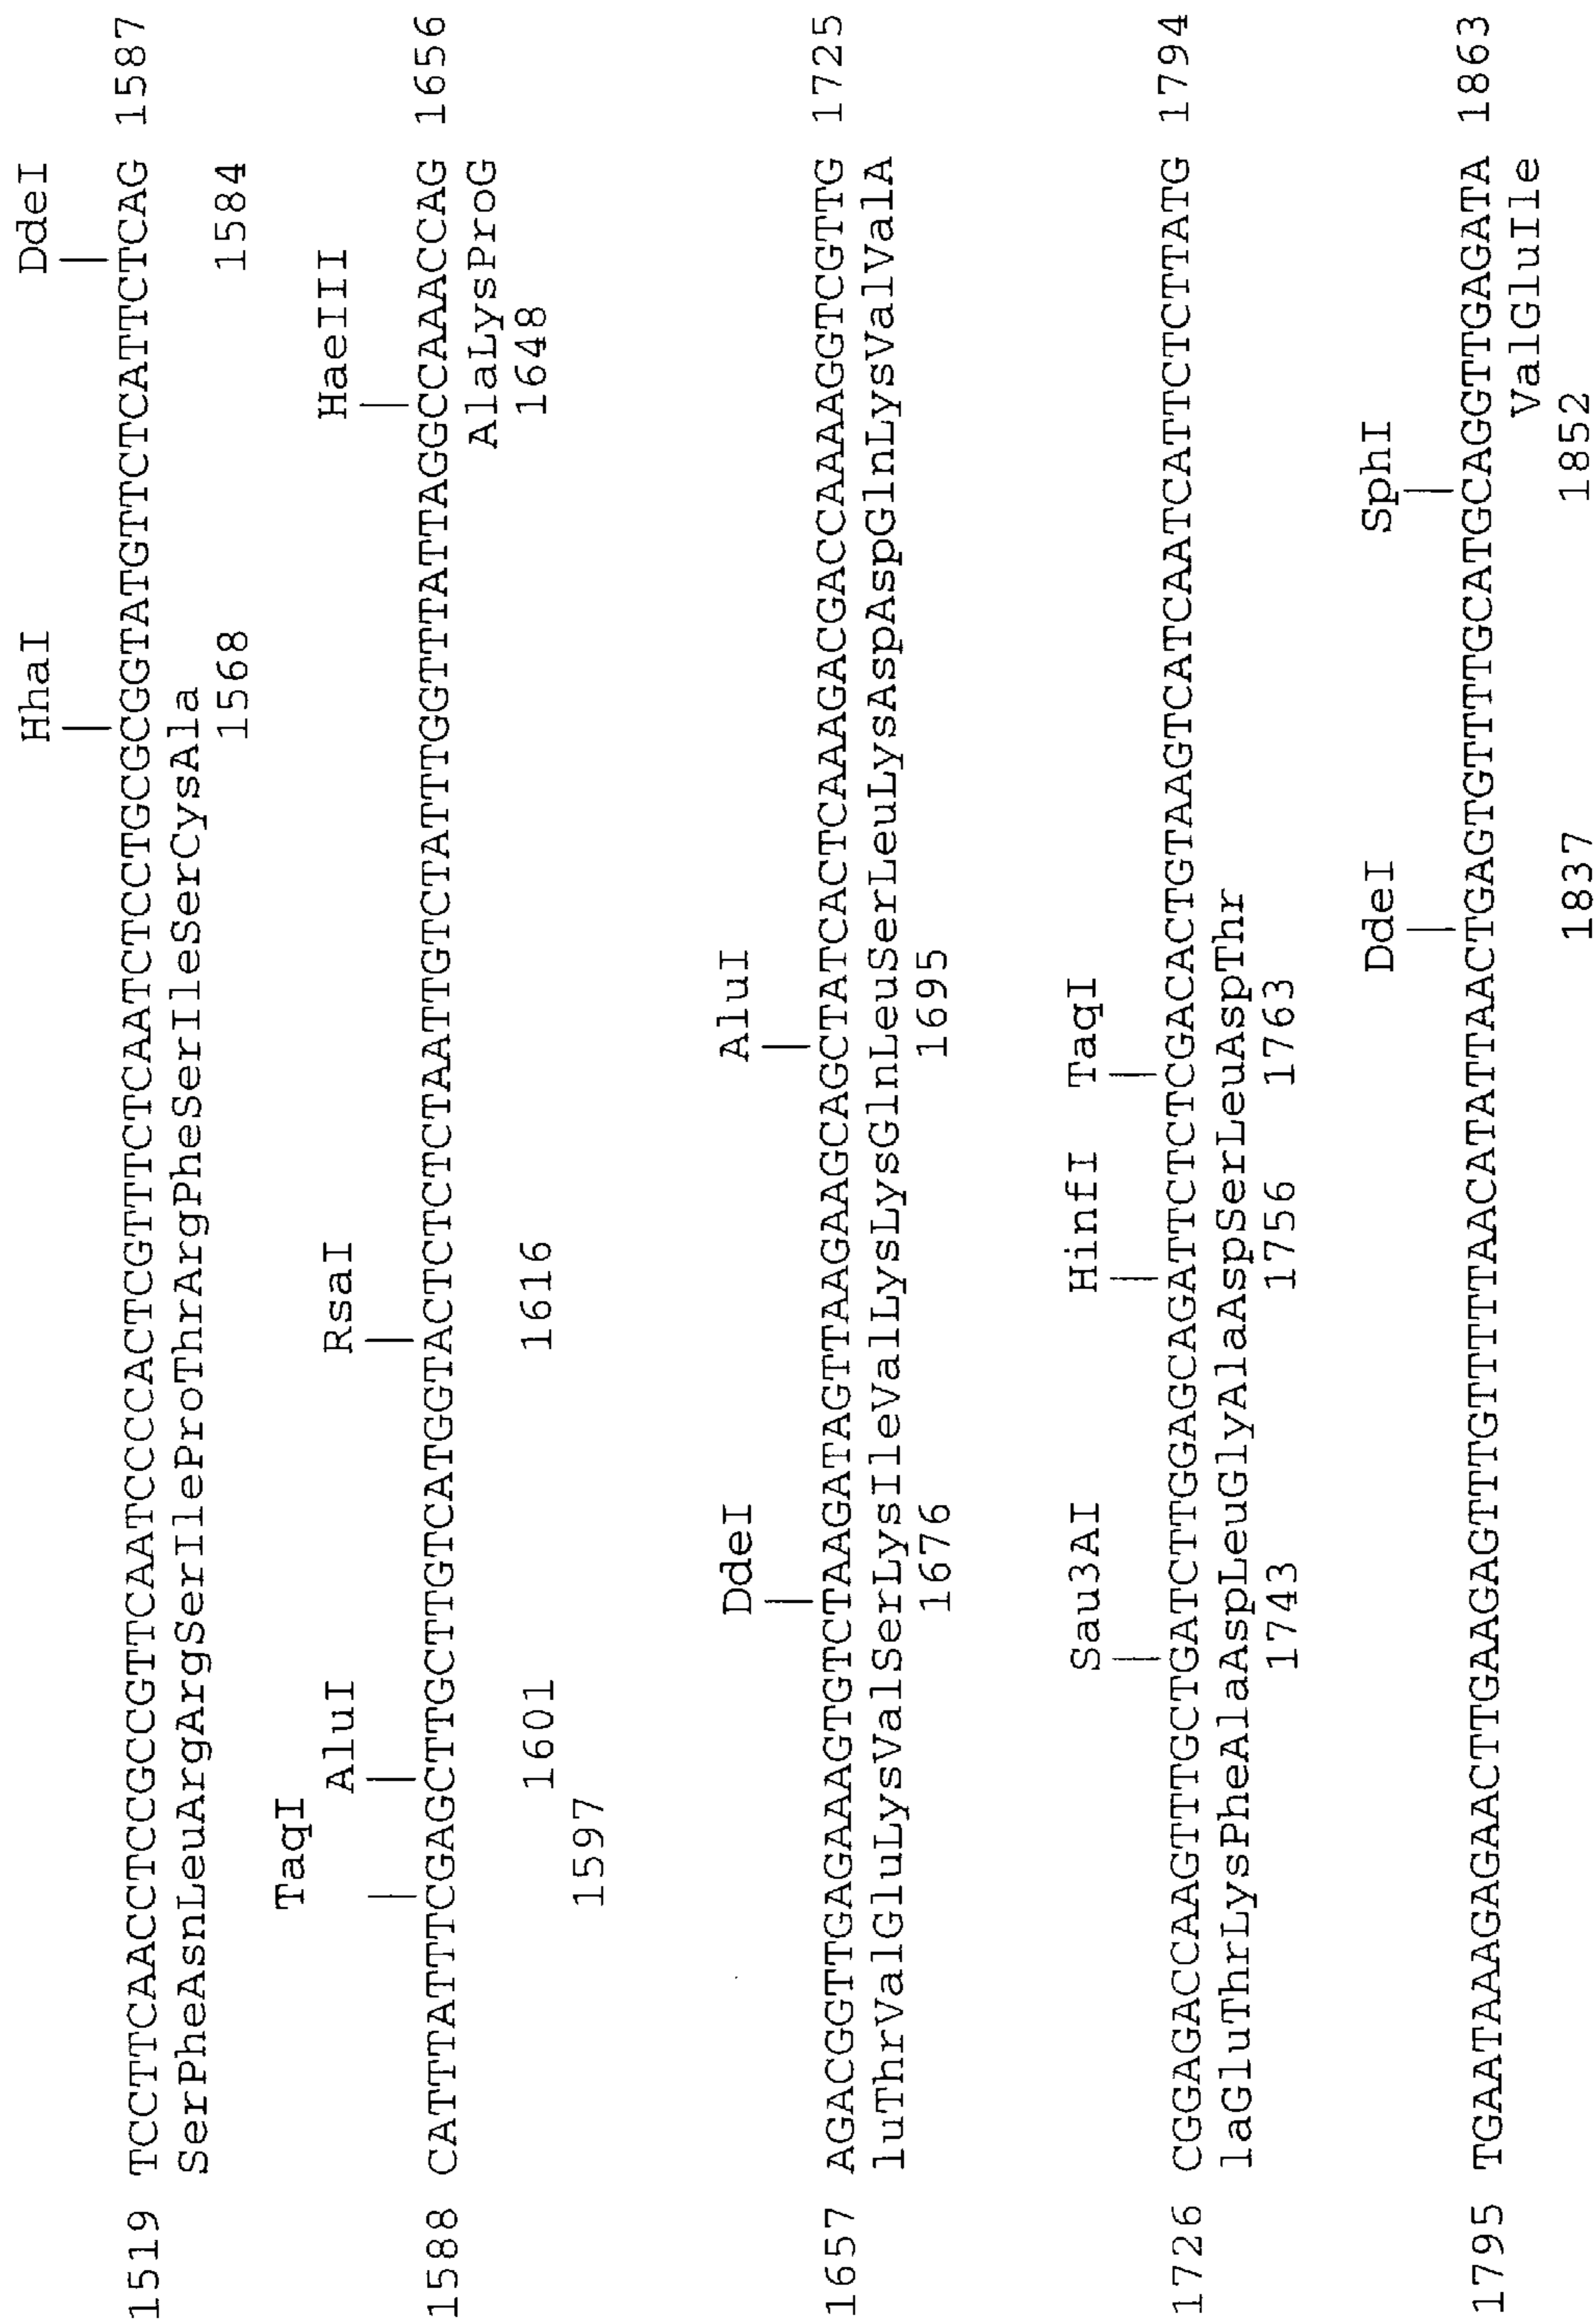 HhaI DdeI
1519 TCCTTCAACCTCCGCCGTTCAATCCCCACTCGTTTCTCAATCTCCTGCGCGGTATGTTCTCATTCTCAG 1587
SerPheAsnLeuArgArgSerIleProThrArgPheSerIleSerCysAla
1568 1584
TaqI
AluI RsaI HaeIII
1588 CATTATTTCGAGCTTGCTTGTCATGGTACTCTCTCTAATTGTCTATTTGGTTTATTAGGCCAAACCAG 1656
AlaLysProG
1601 1616 1648
1597
DdeI AluI
1657 AGACGGTTGAGAAAGTGTCTAAGATAGTTAAGAAGCAGCTATCACTCAAAGACGACCAAAAGGTCGTTG 1725
luThrValGluLysValSerLysIleValLysLysGlnLeuSerLeuLysAspAspGlnLysValValA
1676 1695
Sau3AI HinfI TaqI
1726 CGGAGACCAAGTTTGCTGATCTTGGAGCAGATTCTCTCGACACTGTAAGTCATCAATCATTCTCTTATG 1794
laGluThrLysPheAlaAspLeuGlyAlaAspSerLeuAspThr
1743 1756 1763
DdeI SphI
1795 TGAATAAAGAGAACTTGAAGAGTTTGTTTTTAACATATTAACTGAGTGTTTTGCATGCAGGTTGAGATA 1863
ValGluIle
1837 1852